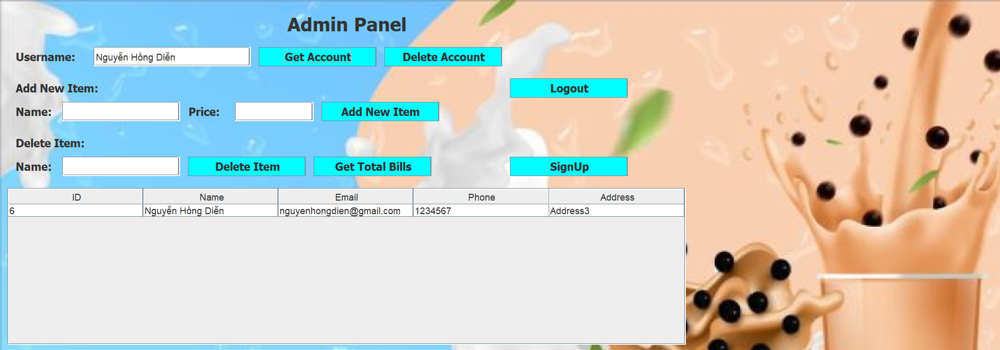 Admin Panel
Username: Nguyễn Hồng Diễn Get Account Delete Account
Add New Item: Logout
Name: Price: Add New Item
Delete Item:
Name: Delete Item Get Total Bills SignUp
ID Name Email Phone Address
6 Nguyễn Hồng Diễn nguyenhongdien@gmail.com 1234567 Address3